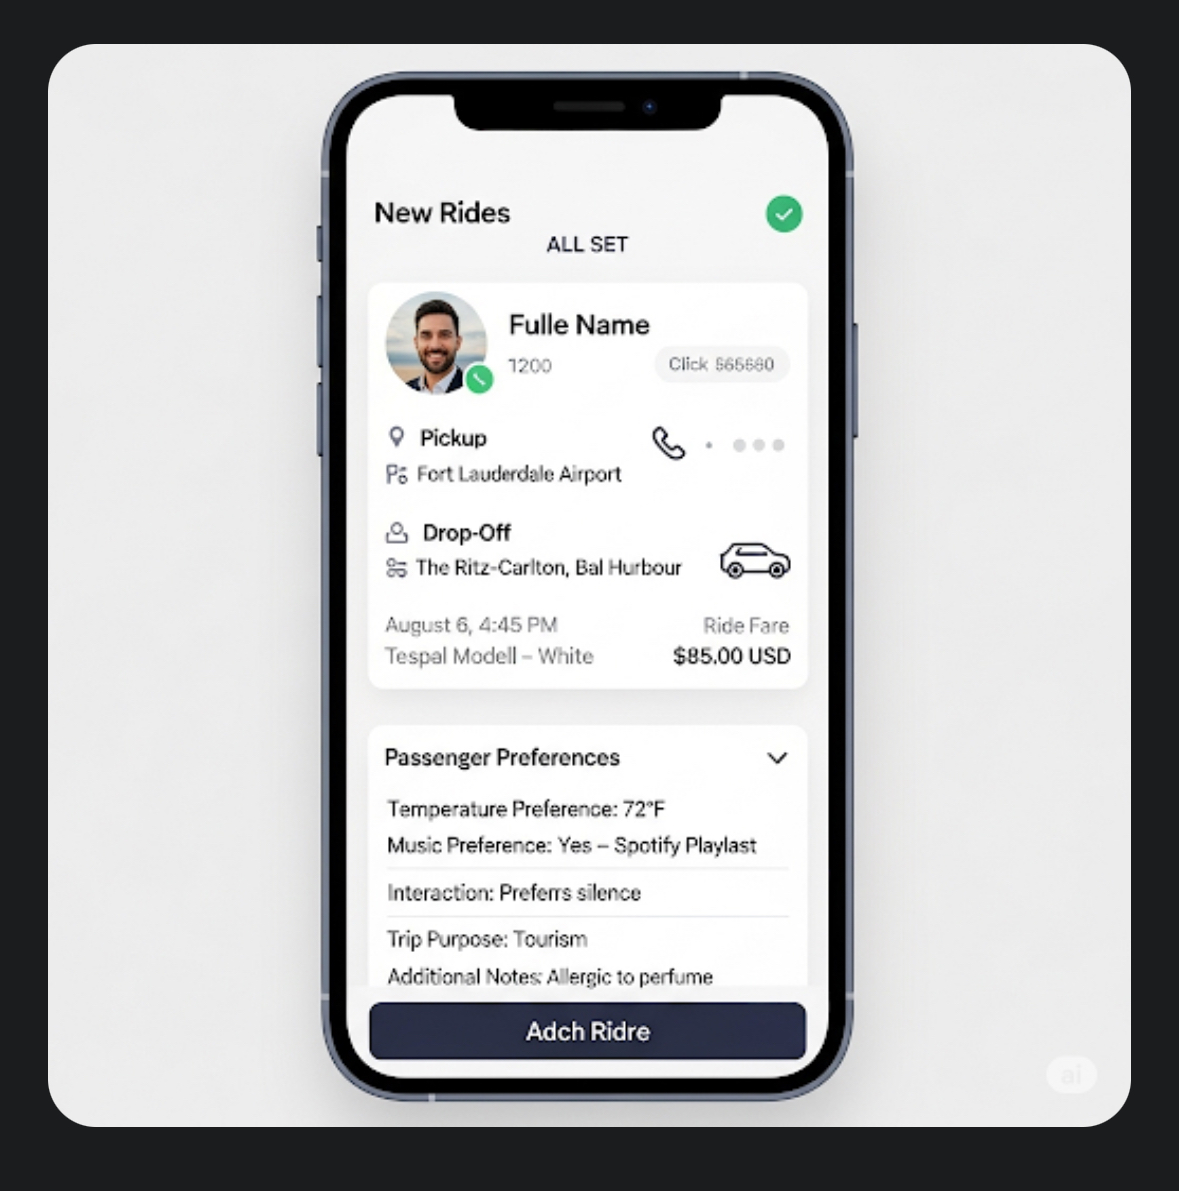 New Rides
ALL SET
Fulle Name
1200
Click 565660
Pickup
Fort Lauderdale Airport
Drop-Off
The Ritz-Carlton, Bal Hurbour
August 6, 4:45 PM
Ride Fare
Tespal Modell – White
$85.00 USD
Passenger Preferences
Temperature Preference: 72°F
Music Preference: Yes – Spotify Playlast
Interaction: Preferrs silence
Trip Purpose: Tourism
Additional Notes: Allergic to perfume
Adch Ridre
ai